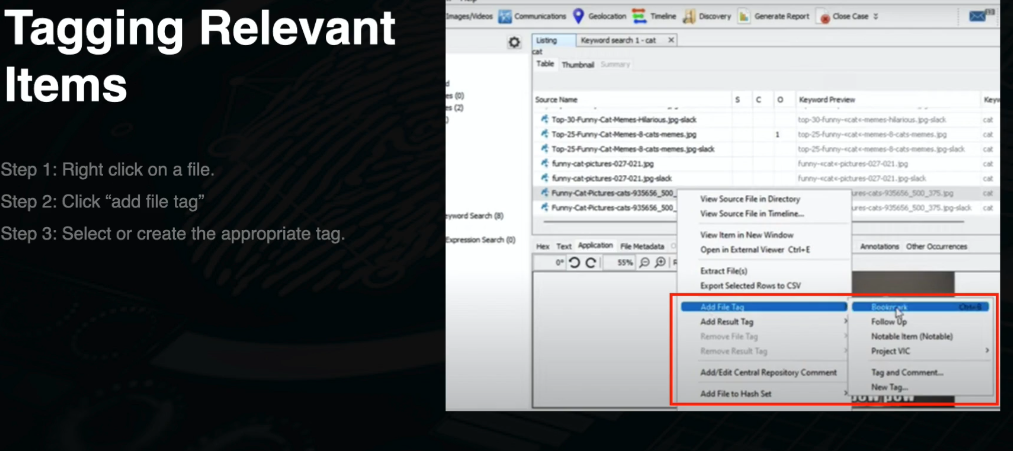 Tagging Relevant
Items
Step 1: Right click on a file.
Step 2: Click “add file tag”
Step 3: Select or create the appropriate tag.
Images/Videos Communications Geolocation Timeline Discovery Generate Report Close Case
Listing Keyword search 1 - cat X
cat
Table Thumbnail Summary
Source Name S C O Keyword Preview
Top-30-Funny-Cat-Memes-Hilarious.jpg-slack top-30-funny-<cat<-memes-hilarious.jpg-slack cat
Top-25-Funny-Cat-Memes-8-cats-memes.jpg 1 top-25-funny-<cat<-memes-8-cats-memes.jpg cat
Top-25-Funny-Cat-Memes-8-cats-memes.jpg-slack top-25-funny-<cat<-memes-8-cats-memes.jpg-slack cat
funny-cat-pictures-027-021.jpg funny-<cat<-pictures-027-021.jpg cat
funny-cat-pictures-027-021.jpg-slack funny-<cat<-pictures-027-021.jpg-slack cat
Funny-Cat-Pictures-cats-935656_500_ ures-cats-935656_500_375.jpg cat
Funny-Cat-Pictures-cats-935656_500_ ures-cats-935656_500_375.jpg-slack cat
es (0)
es (2)
eyword Search (8)
Expression Search (0)
Hex Text Application File Metadata Annotations Other Occurrences
0° 55%
View Source File in Directory
View Source File in Timeline...
View Item in New Window
Open in External Viewer Ctrl+E
Extract File(s)
Export Selected Rows to CSV
Add File Tag
Add Result Tag
Remove File Tag
Remove Result Tag
Add/Edit Central Repository Comment
Add File to Hash Set
Bookmark
Follow Up
Notable Item (Notable)
Project VIC
Tag and Comment...
New Tag...